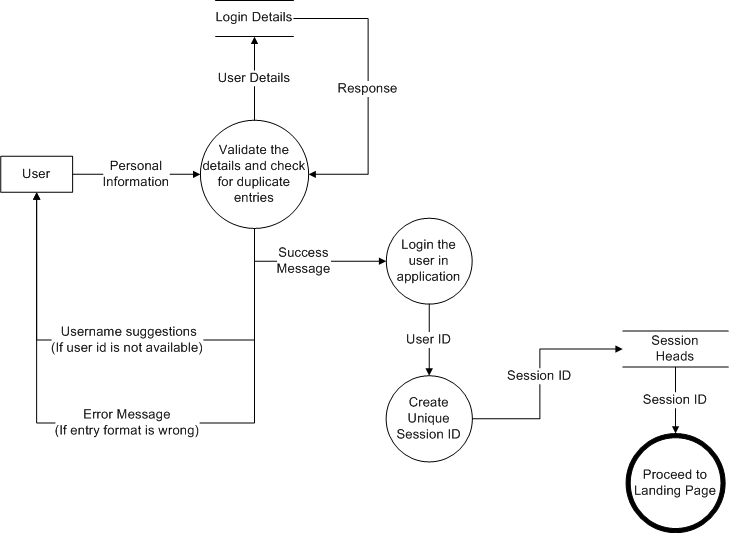 Login Details
User Details
Response
Validate the
details and check
for duplicate
entries
User
Personal
Information
Success
Message
Login the
user in
application
Username suggestions
(If user id is not available)
User ID
Error Message
(If entry format is wrong)
Create
Unique
Session ID
Session ID
Session
Heads
Session ID
Proceed to
Landing Page